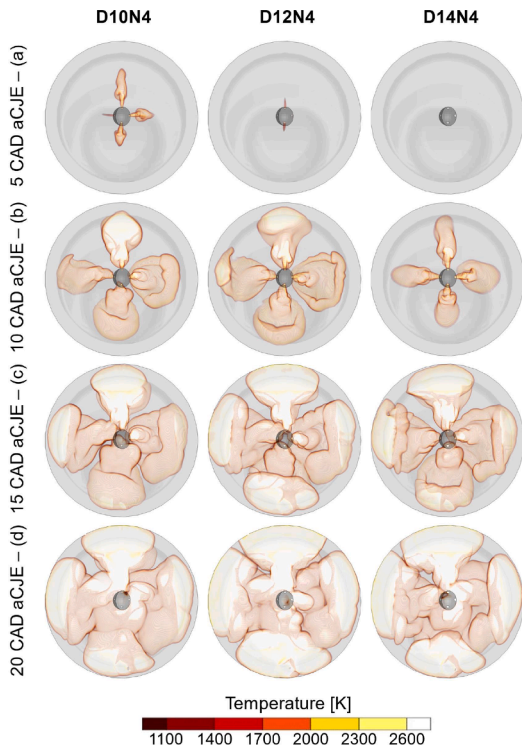 D10N4 D12N4 D14N4
5 CAD aCJE – (a)
10 CAD aCJE – (b)
15 CAD aCJE – (c)
20 CAD aCJE – (d)
Temperature [K]
1100 1400 1700 2000 2300 2600